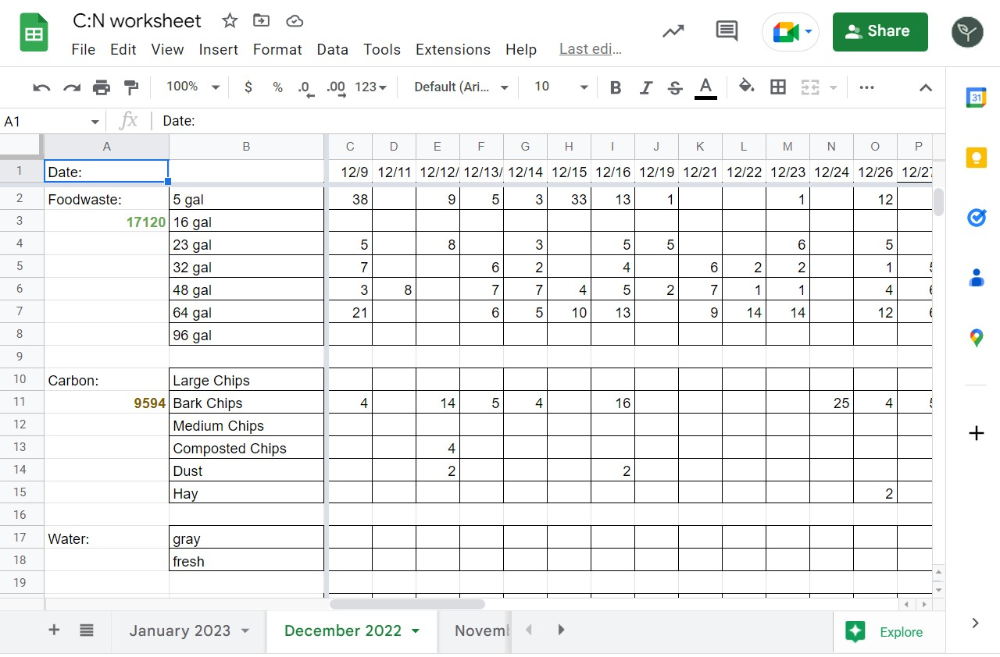 C:N worksheet
File Edit View Insert Format Data Tools Extensions Help Last edi…
Share
31
100% $ % .0 .00 123 Default (Ari... 10 B I S A
A1 fx Date:
A B C D E F G H I J K L M N O P
1 Date: 12/9 12/11 12/12/ 12/13/ 12/14 12/15 12/16 12/19 12/21 12/22 12/23 12/24 12/26 12/27
2 Foodwaste: 5 gal 38 9 5 3 33 13 1 1 12
3 17120 16 gal
4 23 gal 5 8 3 5 5 6 5
5 32 gal 7 6 2 4 6 2 2 1
6 48 gal 3 8 7 7 4 5 2 7 1 1 4
7 64 gal 21 6 5 10 13 9 14 14 12
8 96 gal
9
10 Carbon: Large Chips
11 9594 Bark Chips 4 14 5 4 16 25 4
12 Medium Chips
13 Composted Chips 4
14 Dust 2 2
15 Hay 2
16
17 Water: gray
18 fresh
19
January 2023 December 2022 Novem
Explore